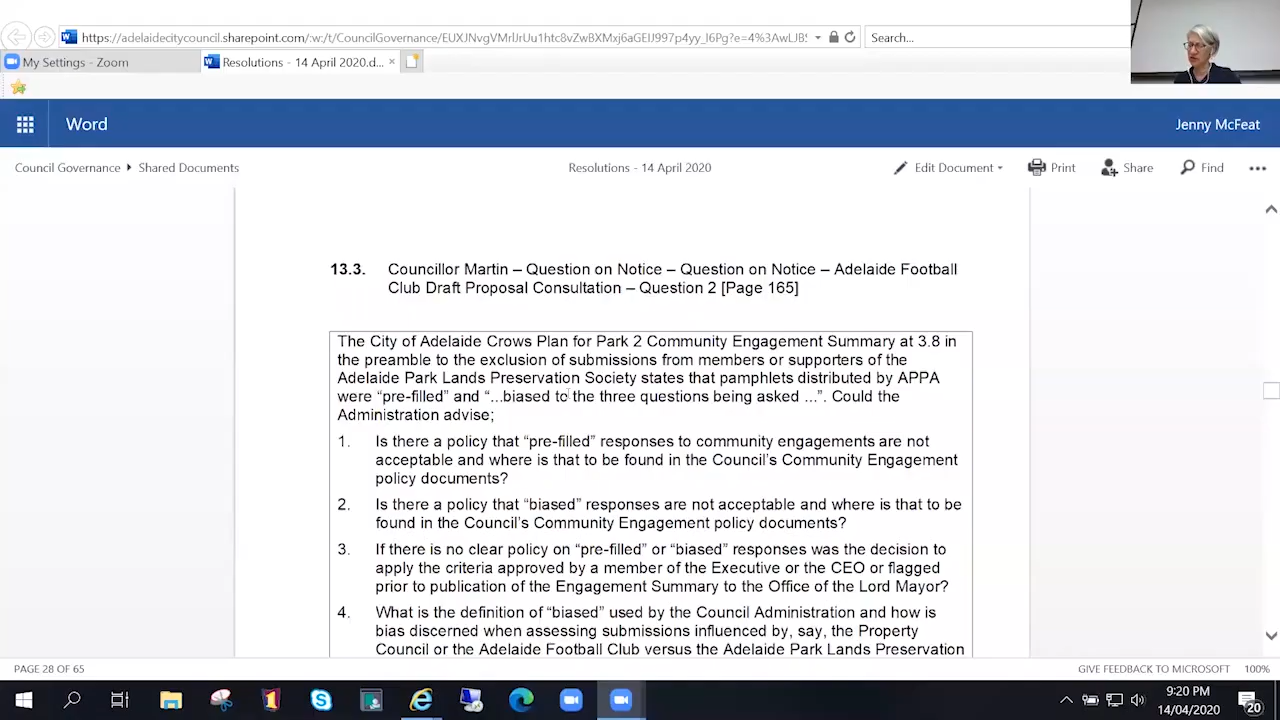 https://adelaidecitycouncil.sharepoint.com/:w:/t/CouncilGovernance/
Search...
My Settings - Zoom
Resolutions - 14 April 2020.d...
Word
Jenny McFeat
Council Governance
Shared Documents
Resolutions - 14 April 2020
Edit Document
Print
Share
Find
13.3. Councillor Martin – Question on Notice – Question on Notice – Adelaide Football
Club Draft Proposal Consultation – Question 2 [Page 165]
The City of Adelaide Crows Plan for Park 2 Community Engagement Summary at 3.8 in
the preamble to the exclusion of submissions from members or supporters of the
Adelaide Park Lands Preservation Society states that pamphlets distributed by APPA
were “pre-filled” and “...biased to the three questions being asked ...”. Could the
Administration advise;
1. Is there a policy that “pre-filled” responses to community engagements are not
acceptable and where is that to be found in the Council’s Community Engagement
policy documents?
2. Is there a policy that “biased” responses are not acceptable and where is that to be
found in the Council’s Community Engagement policy documents?
3. If there is no clear policy on “pre-filled” or “biased” responses was the decision to
apply the criteria approved by a member of the Executive or the CEO or flagged
prior to publication of the Engagement Summary to the Office of the Lord Mayor?
4. What is the definition of “biased” used by the Council Administration and how is
bias discerned when assessing submissions influenced by, say, the Property
Council or the Adelaide Football Club versus the Adelaide Park Lands Preservation
PAGE 28 OF 65
GIVE FEEDBACK TO MICROSOFT
100%
9:20 PM
14/04/2020
20